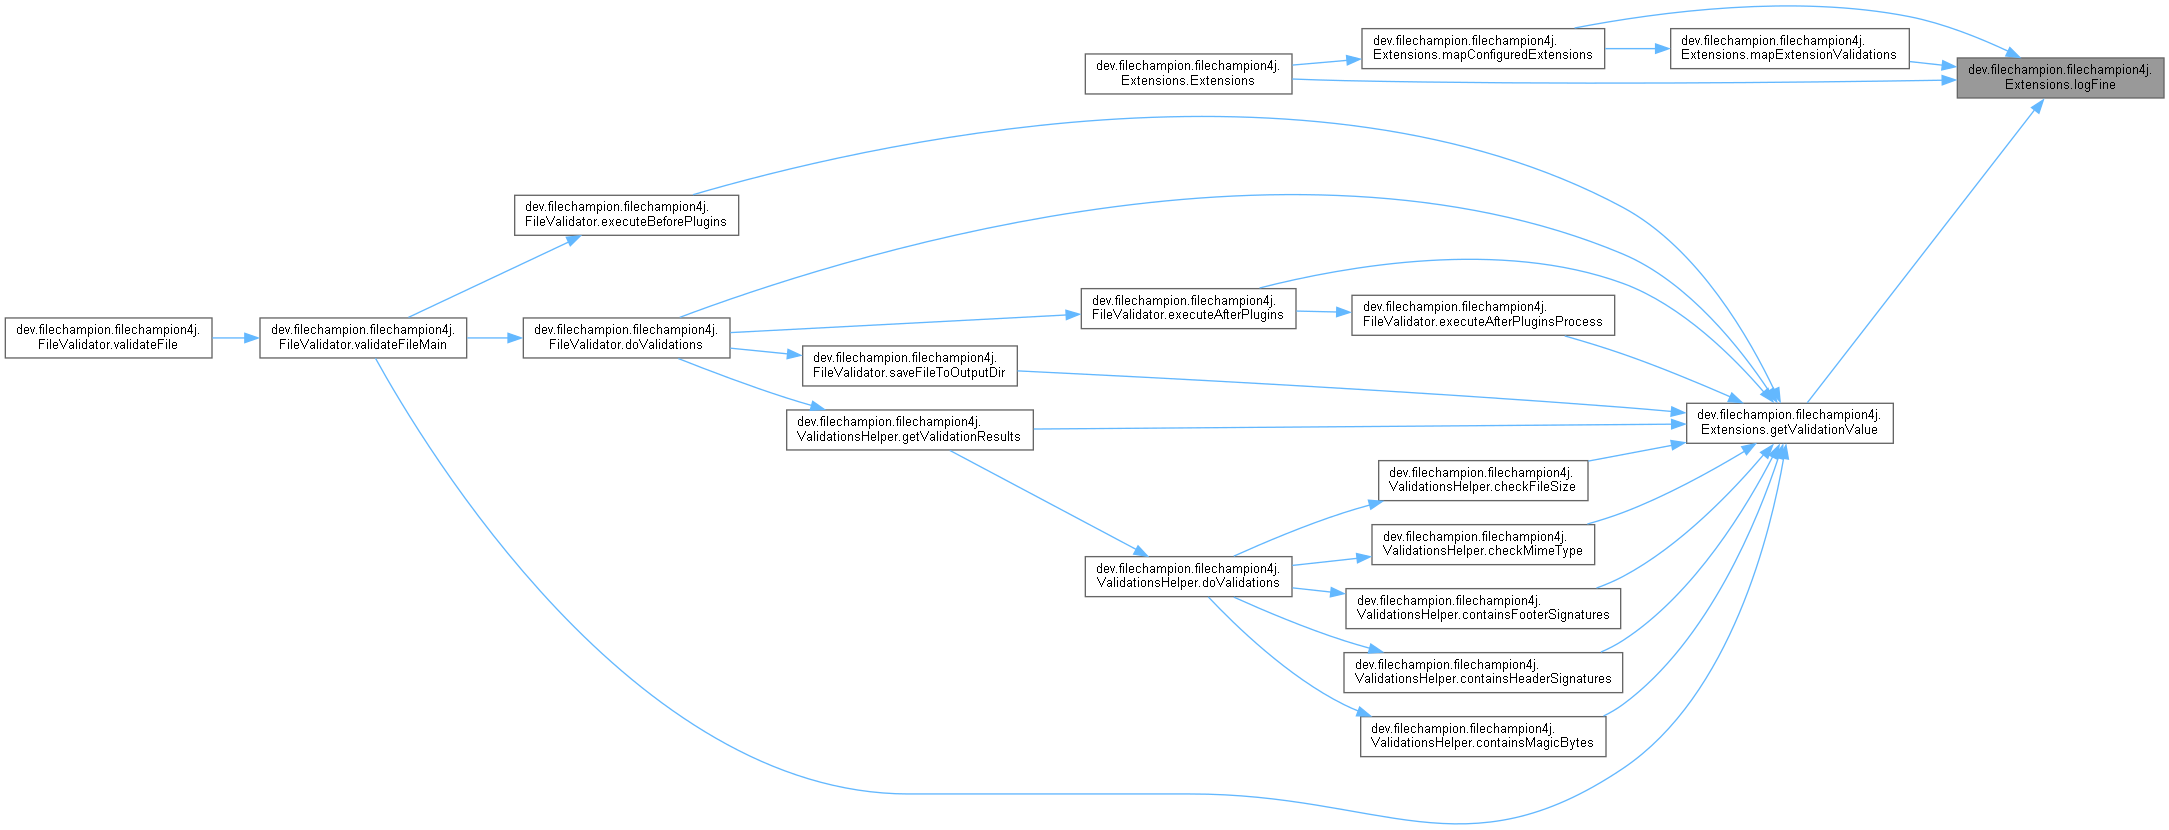 dev.filechampion.filechampion4j.
Extensions.mapConfiguredExtensions
dev.filechampion.filechampion4j.
Extensions.mapExtensionValidations
dev.filechampion.filechampion4j.
Extensions.Extensions
dev.filechampion.filechampion4j.
Extensions.logFine
dev.filechampion.filechampion4j.
FileValidator.executeBeforePlugins
dev.filechampion.filechampion4j.
FileValidator.validateFile
dev.filechampion.filechampion4j.
FileValidator.validateFileMain
dev.filechampion.filechampion4j.
FileValidator.doValidations
dev.filechampion.filechampion4j.
FileValidator.executeAfterPlugins
dev.filechampion.filechampion4j.
FileValidator.executeAfterPluginsProcess
dev.filechampion.filechampion4j.
FileValidator.saveFileToOutputDir
dev.filechampion.filechampion4j.
ValidationsHelper.getValidationResults
dev.filechampion.filechampion4j.
Extensions.getValidationValue
dev.filechampion.filechampion4j.
ValidationsHelper.checkFileSize
dev.filechampion.filechampion4j.
ValidationsHelper.checkMimeType
dev.filechampion.filechampion4j.
ValidationsHelper.doValidations
dev.filechampion.filechampion4j.
ValidationsHelper.containsFooterSignatures
dev.filechampion.filechampion4j.
ValidationsHelper.containsHeaderSignatures
dev.filechampion.filechampion4j.
ValidationsHelper.containsMagicBytes